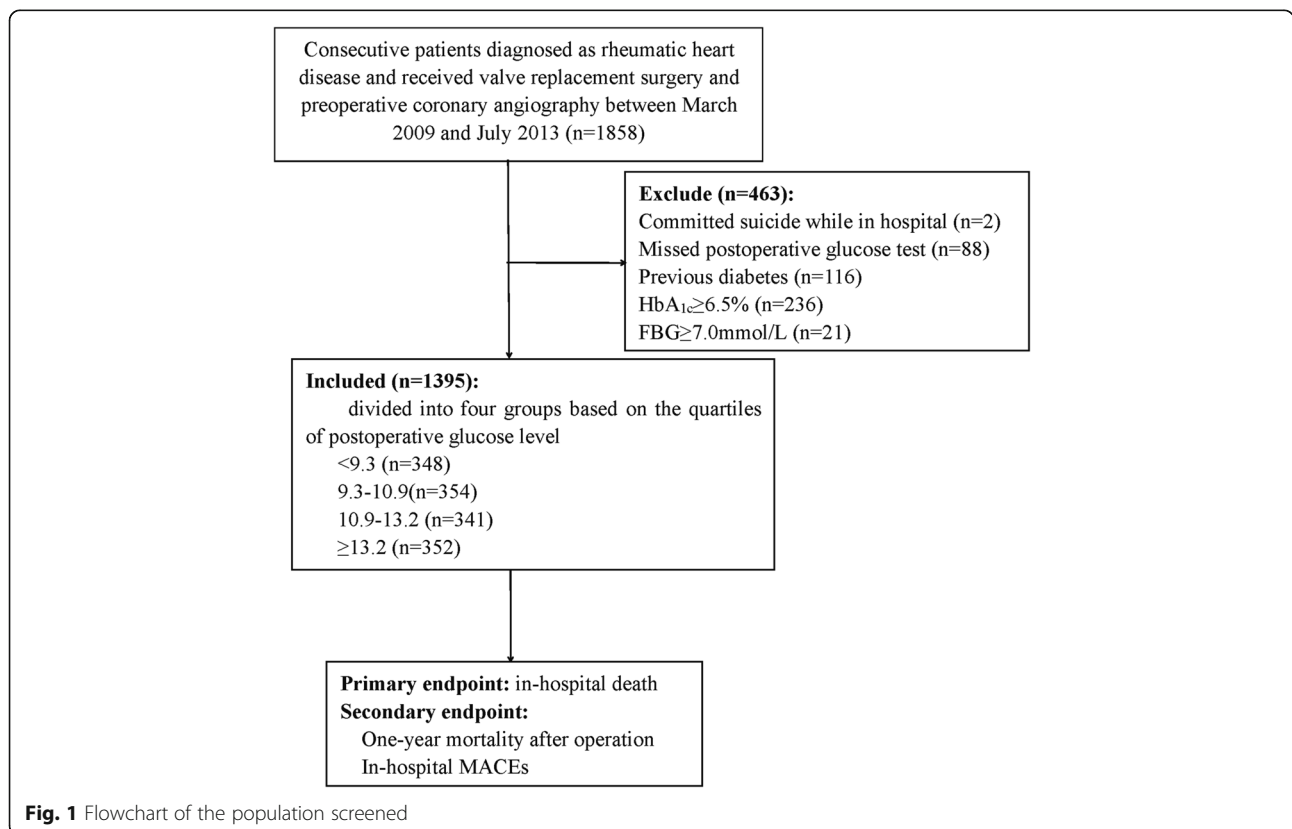 Consecutive patients diagnosed as rheumatic heart
disease and received valve replacement surgery and
preoperative coronary angiography between March
2009 and July 2013 (n=1858)
Exclude (n=463):
Committed suicide while in hospital (n=2)
Missed postoperative glucose test (n=88)
Previous diabetes (n=116)
HbA1c≥6.5% (n=236)
FBG≥7.0mmol/L (n=21)
Included (n=1395):
divided into four groups based on the quartiles
of postoperative glucose level
<9.3 (n=348)
9.3-10.9(n=354)
10.9-13.2 (n=341)
≥13.2 (n=352)
Primary endpoint: in-hospital death
Secondary endpoint:
One-year mortality after operation
In-hospital MACEs
Fig. 1 Flowchart of the population screened